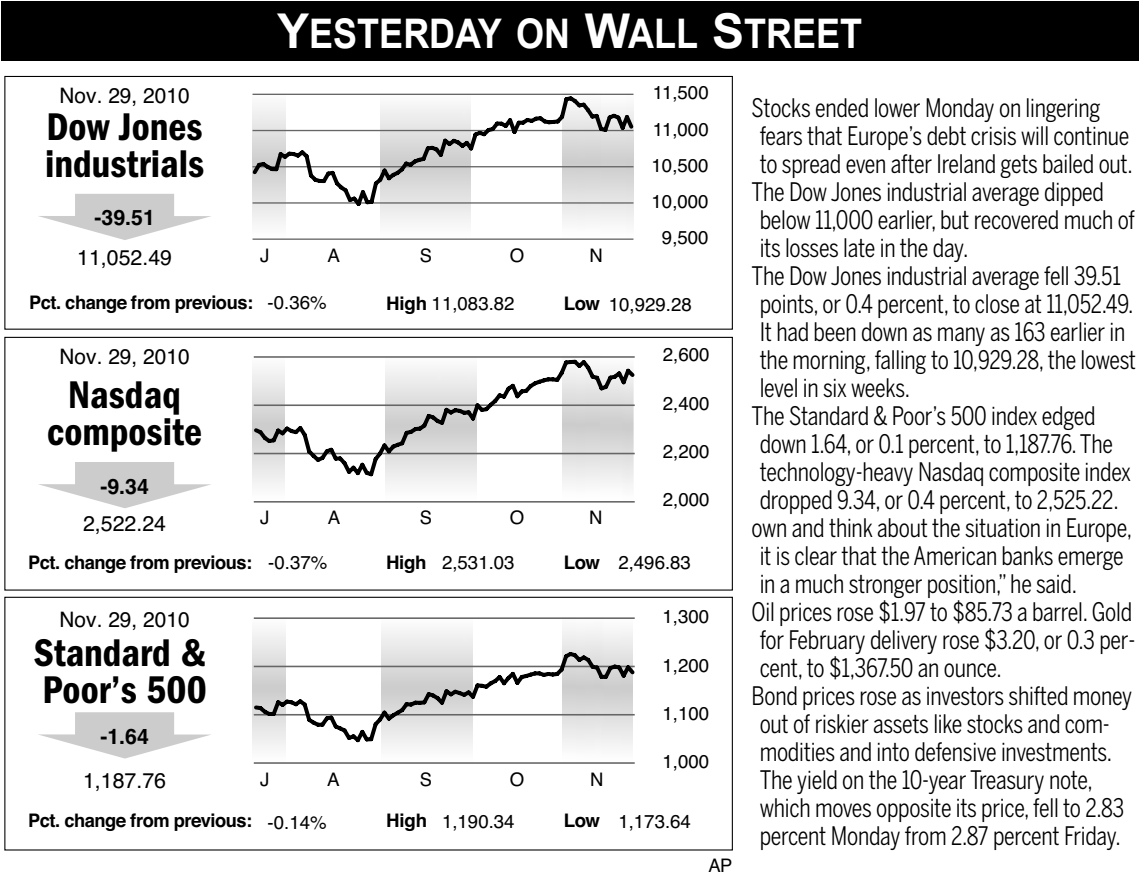 YESTERDAY ON WALL STREET
Nov. 29, 2010
Dow Jones
industrials
-39.51
11,052.49
11,500
11,000
10,500
10,000
9,500
J A S O N
Pct. change from previous: -0.36% High 11,083.82 Low 10,929.28
Nov. 29, 2010
Nasdaq
composite
-9.34
2,522.24
2,600
2,400
2,200
2,000
J A S O N
Pct. change from previous: -0.37% High 2,531.03 Low 2,496.83
Nov. 29, 2010
Standard &
Poor's 500
-1.64
1,187.76
1,300
1,200
1,100
1,000
J A S O N
Pct. change from previous: -0.14% High 1,190.34 Low 1,173.64
AP
Stocks ended lower Monday on lingering
fears that Europe's debt crisis will continue
to spread even after Ireland gets bailed out.
The Dow Jones industrial average dipped
below 11,000 earlier, but recovered much of
its losses late in the day.
The Dow Jones industrial average fell 39.51
points, or 0.4 percent, to close at 11,052.49.
It had been down as many as 163 earlier in
the morning, falling to 10,929.28, the lowest
level in six weeks.
The Standard & Poor's 500 index edged
down 1.64, or 0.1 percent, to 1,187.76. The
technology-heavy Nasdaq composite index
dropped 9.34, or 0.4 percent, to 2,525.22.
own and think about the situation in Europe,
it is clear that the American banks emerge
in a much stronger position," he said.
Oil prices rose $1.97 to $85.73 a barrel. Gold
for February delivery rose $3.20, or 0.3 per-
cent, to $1,367.50 an ounce.
Bond prices rose as investors shifted money
out of riskier assets like stocks and com-
modities and into defensive investments.
The yield on the 10-year Treasury note,
which moves opposite its price, fell to 2.83
percent Monday from 2.87 percent Friday.